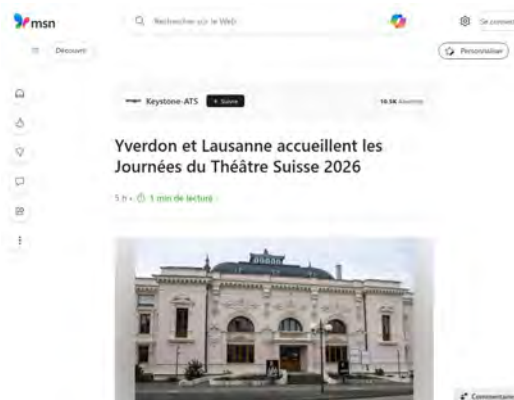 msn
Rechercher sur le Web
Se connecter
Découvrir
Personnaliser
Keystone-ATS
+ Suivre
Yverdon et Lausanne accueillent les
Journées du Théâtre Suisse 2026
5 h •
1 min de lecture
Commentaires